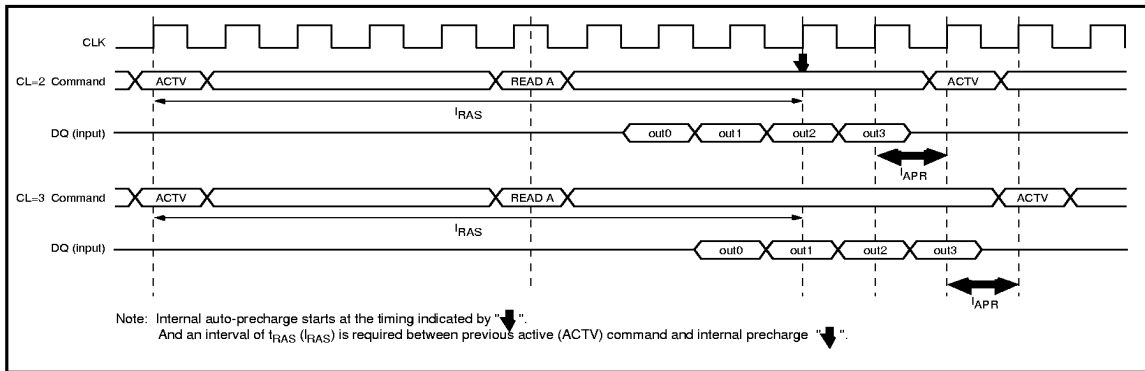 CLK
CL=2 Command ACTV READ A ACTV
lRAS
DQ (input) out0 out1 out2 out3
lAPR
CL=3 Command ACTV READ A ACTV
lRAS
DQ (input) out0 out1 out2 out3
lAPR
Note: Internal auto-precharge starts at the timing indicated by " ".
And an interval of tRAS (lRAS) is required between previous active (ACTV) command and internal precharge " ".